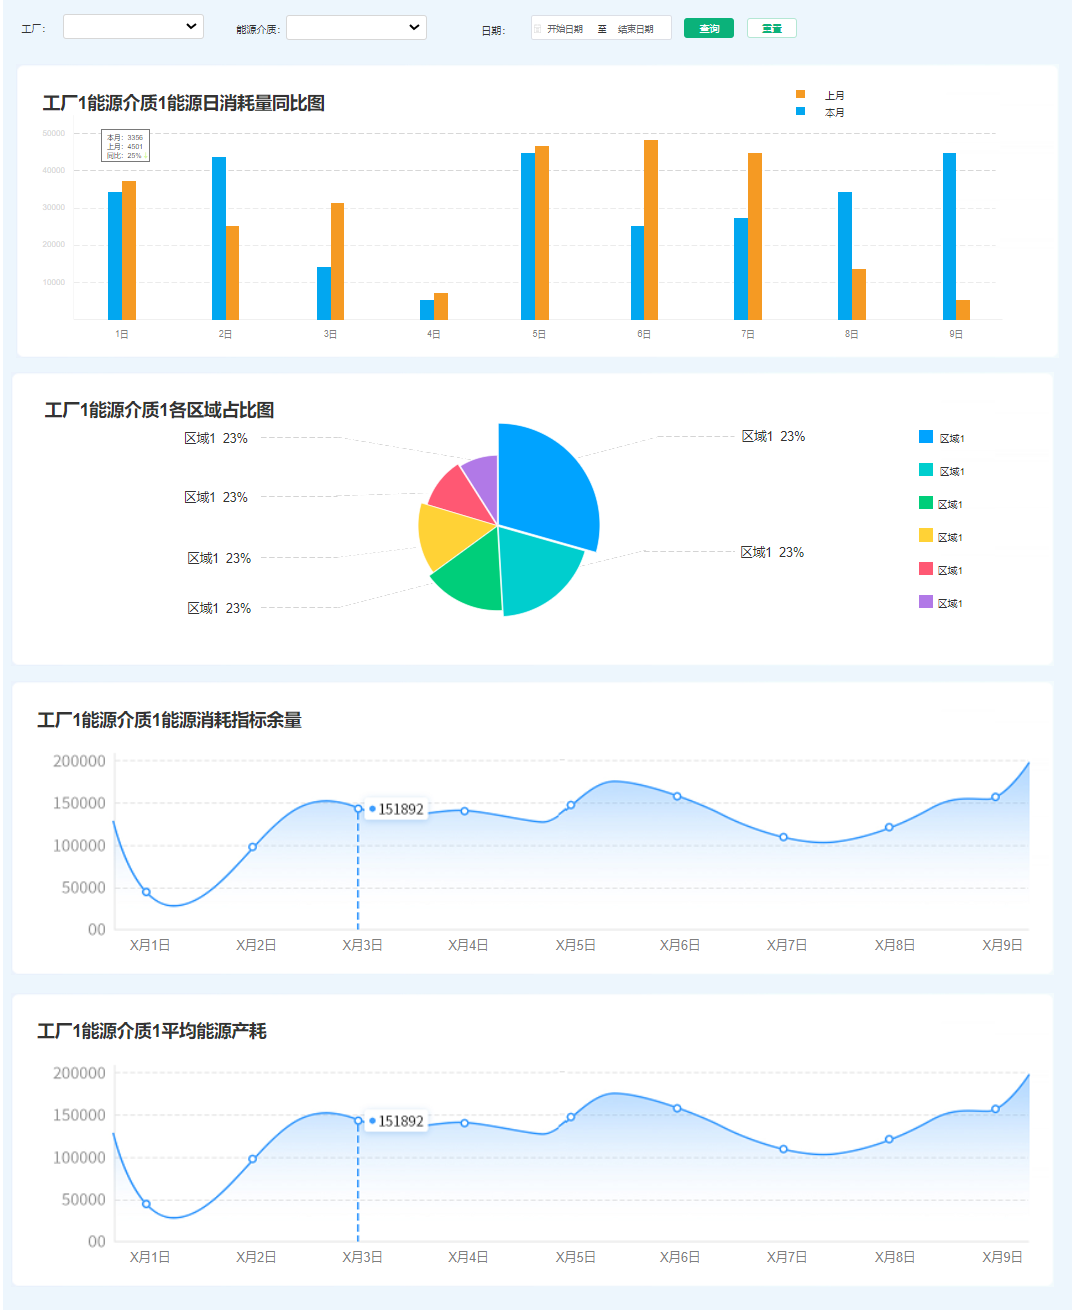 工厂：
能源介质：
日期：
开始日期 至 结束日期
查询
重置
工厂1能源介质1能源日消耗量同比图
上月
本月
50000
40000
30000
20000
10000
本月：3356
上月：4501
同比：25%
1日 2日 3日 4日 5日 6日 7日 8日 9日
工厂1能源介质1各区域占比图
区域1 23%
区域1 23%
区域1 23%
区域1 23%
区域1 23%
区域1 23%
区域1
区域1
区域1
区域1
区域1
区域1
工厂1能源介质1能源消耗指标余量
200000
150000
100000
50000
00
151892
X月1日 X月2日 X月3日 X月4日 X月5日 X月6日 X月7日 X月8日 X月9日
工厂1能源介质1平均能源产耗
200000
150000
100000
50000
00
151892
X月1日 X月2日 X月3日 X月4日 X月5日 X月6日 X月7日 X月8日 X月9日